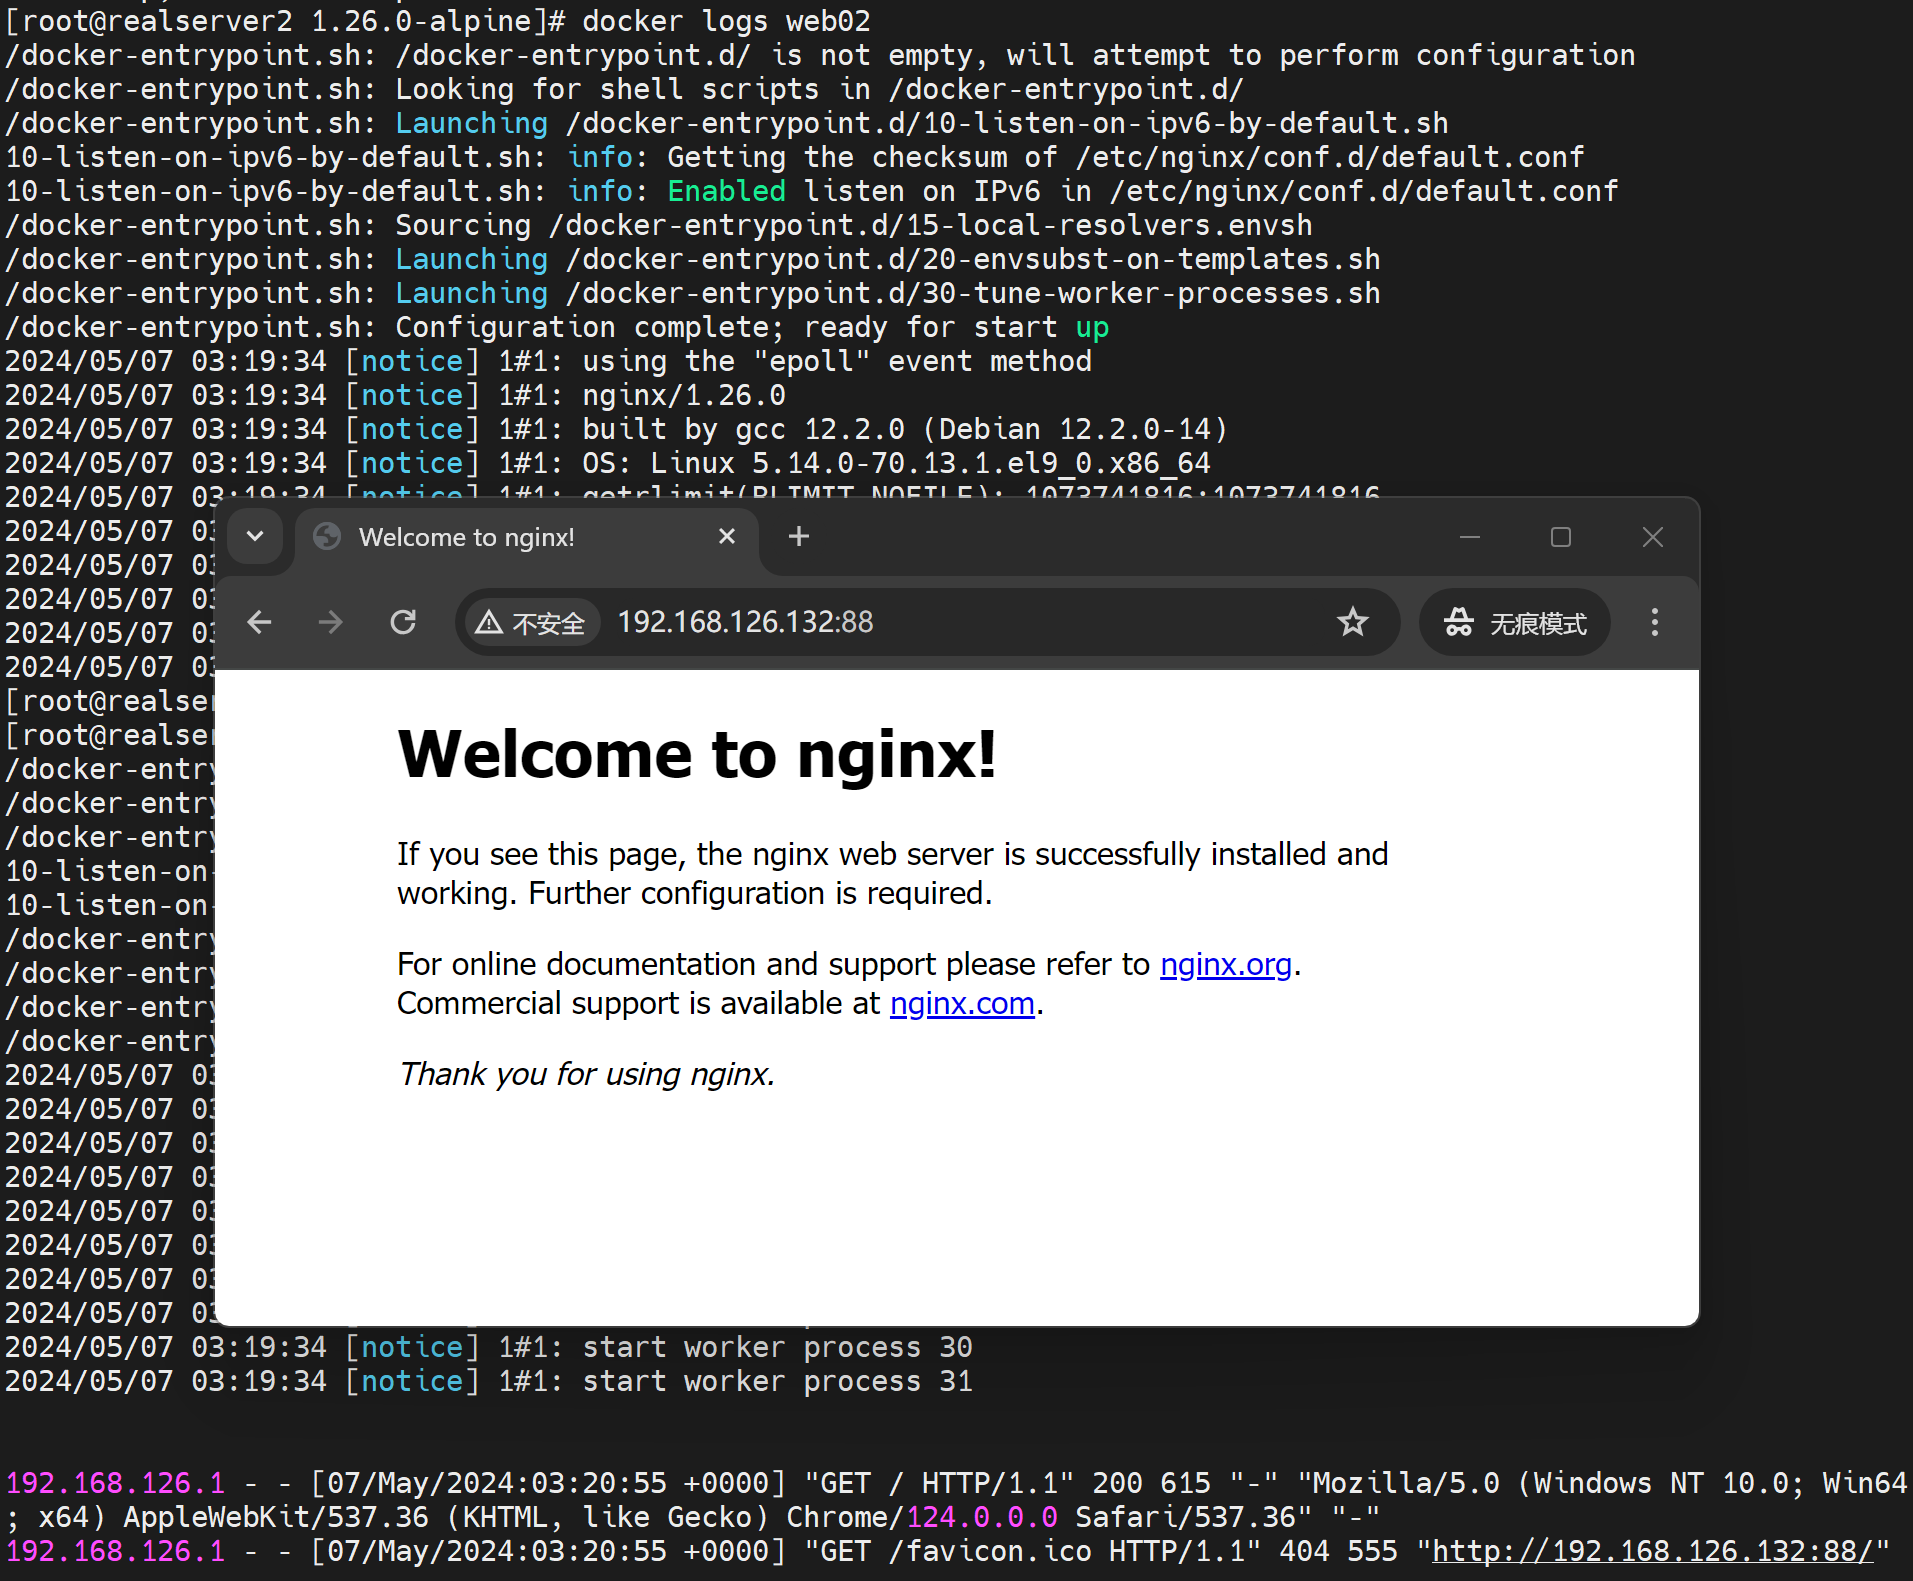 [root@realserver2 1.26.0-alpine]# docker logs web02
/docker-entrypoint.sh: /docker-entrypoint.d/ is not empty, will attempt to perform configuration
/docker-entrypoint.sh: Looking for shell scripts in /docker-entrypoint.d/
/docker-entrypoint.sh: Launching /docker-entrypoint.d/10-listen-on-ipv6-by-default.sh
10-listen-on-ipv6-by-default.sh: info: Getting the checksum of /etc/nginx/conf.d/default.conf
10-listen-on-ipv6-by-default.sh: info: Enabled listen on IPv6 in /etc/nginx/conf.d/default.conf
/docker-entrypoint.sh: Sourcing /docker-entrypoint.d/15-local-resolvers.envsh
/docker-entrypoint.sh: Launching /docker-entrypoint.d/20-envsubst-on-templates.sh
/docker-entrypoint.sh: Launching /docker-entrypoint.d/30-tune-worker-processes.sh
/docker-entrypoint.sh: Configuration complete; ready for start up
2024/05/07 03:19:34 [notice] 1#1: using the "epoll" event method
2024/05/07 03:19:34 [notice] 1#1: nginx/1.26.0
2024/05/07 03:19:34 [notice] 1#1: built by gcc 12.2.0 (Debian 12.2.0-14)
2024/05/07 03:19:34 [notice] 1#1: OS: Linux 5.14.0-70.13.1.el9_0.x86_64
2024/05/07 03:19:34 [notice] 1#1: getrlimit(RLIMIT_NOFILE): 1073741816:1073741816
2024/05/07 03
2024/05/07 03
2024/05/07 03
2024/05/07 03
2024/05/07 03
[root@realser
[root@realser
/docker-entry
/docker-entry
/docker-entry
10-listen-on-
10-listen-on-
/docker-entry
/docker-entry
/docker-entry
/docker-entry
2024/05/07 03
2024/05/07 03
2024/05/07 03
2024/05/07 03
2024/05/07 03
2024/05/07 03
2024/05/07 03
2024/05/07 03
Welcome to nginx!
不安全 192.168.126.132:88 无痕模式
Welcome to nginx!
If you see this page, the nginx web server is successfully installed and
working. Further configuration is required.
For online documentation and support please refer to nginx.org.
Commercial support is available at nginx.com.
Thank you for using nginx.
2024/05/07 03:19:34 [notice] 1#1: start worker process 30
2024/05/07 03:19:34 [notice] 1#1: start worker process 31
192.168.126.1 - - [07/May/2024:03:20:55 +0000] "GET / HTTP/1.1" 200 615 "-" "Mozilla/5.0 (Windows NT 10.0; Win64
; x64) AppleWebKit/537.36 (KHTML, like Gecko) Chrome/124.0.0.0 Safari/537.36" "-"
192.168.126.1 - - [07/May/2024:03:20:55 +0000] "GET /favicon.ico HTTP/1.1" 404 555 "http://192.168.126.132:88/"